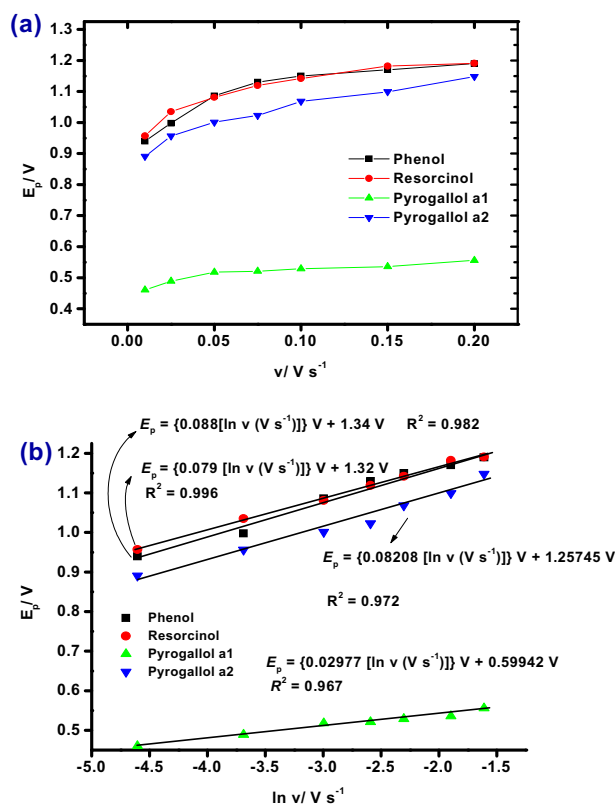 (a)
1.3
1.2
1.1
1.0
0.9
0.8
0.7
0.6
0.5
0.4
E_p/ V
Phenol
Resorcinol
Pyrogallol a1
Pyrogallol a2
0.00 0.05 0.10 0.15 0.20
v/ V s⁻¹
(b)
E_p = {0.088[ln v (V s⁻¹)]} V + 1.34 V R² = 0.982
E_p = {0.079 [ln v (V s⁻¹)]} V + 1.32 V
R² = 0.996
E_p = {0.08208 [ln v (V s⁻¹)]} V + 1.25745 V
R² = 0.972
1.2
1.1
1.0
0.9
0.8
0.7
0.6
0.5
E_p/ V
Phenol
Resorcinol
Pyrogallol a1
Pyrogallol a2
E_p = {0.02977 [ln v (V s⁻¹)]} V + 0.59942 V
R² = 0.967
-5.0 -4.5 -4.0 -3.5 -3.0 -2.5 -2.0 -1.5
ln v/ V s⁻¹